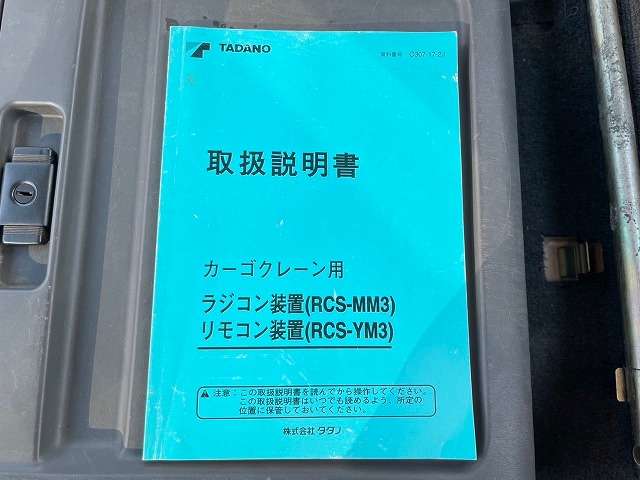 TADANO
資料番号 C307-17-2J
取扱説明書
カーゴクレーン用
ラジコン装置(RCS-MM3)
リモコン装置(RCS-YM3)
注意：この取扱説明書を読んでから操作してください。
この取扱説明書はいつでも読めるよう、所定の
位置に保管しておいてください。
株式会社 タダノ